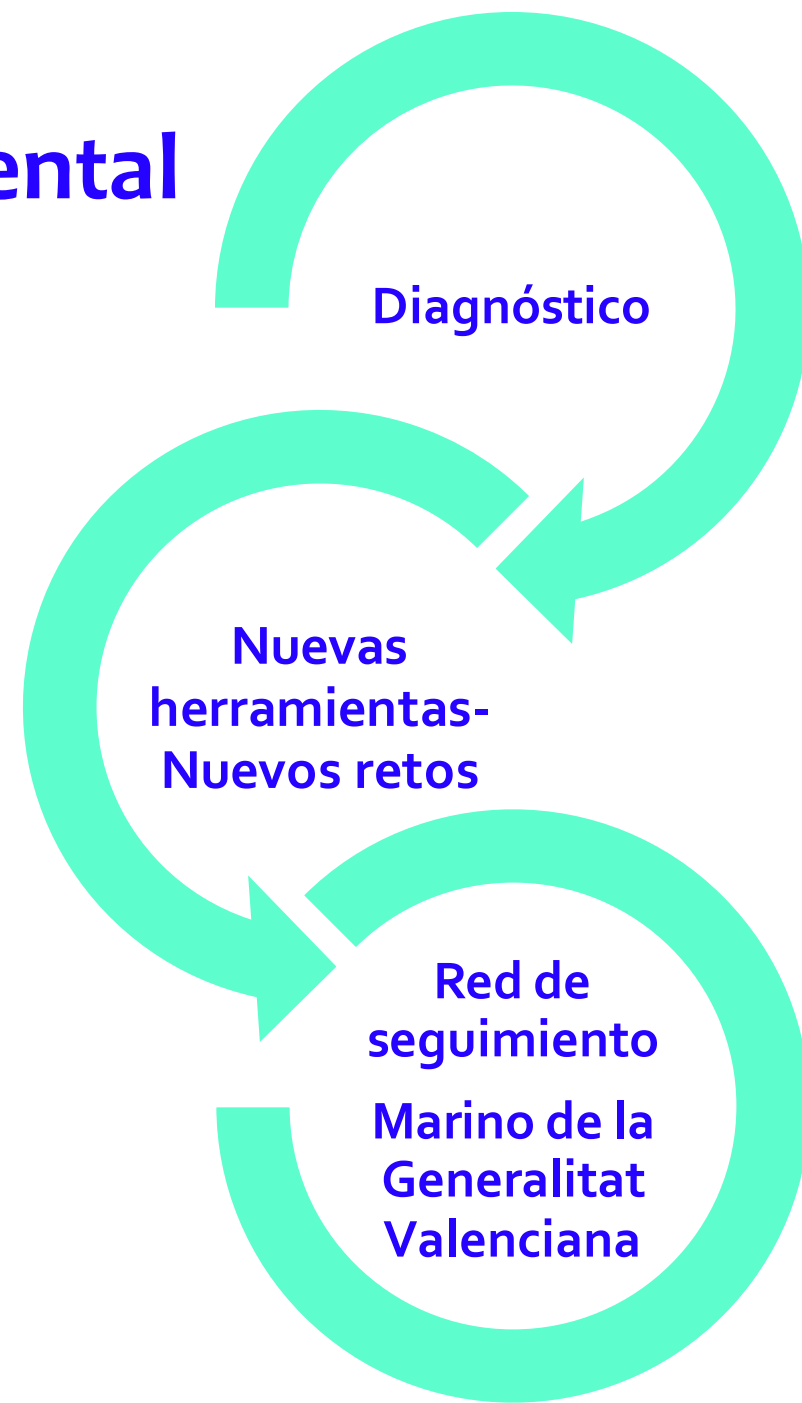 ental
Diagnóstico
Nuevas
herramientas-
Nuevos retos
Red de
seguimiento
Marino de la
Generalitat
Valenciana